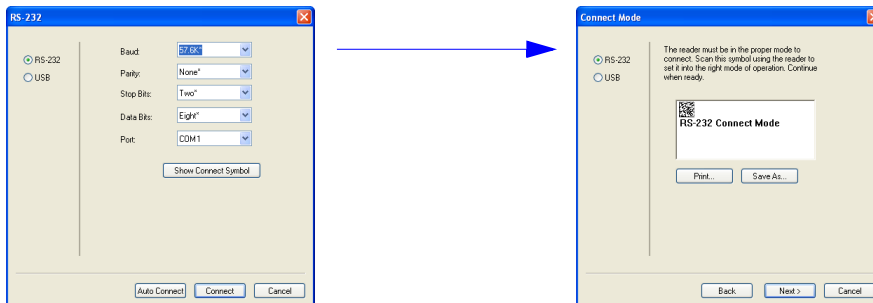 RS-232
RS-232
USB
Baud: 57.6K*
Parity: None*
Stop Bits: Two*
Data Bits: Eight*
Port: COM1
Show Connect Symbol
Auto Connect Connect Cancel
Connect Mode
RS-232
USB
The reader must be in the proper mode to
connect. Scan this symbol using the reader to
set it into the right mode of operation. Continue
when ready.
RS-232 Connect Mode
Print... Save As...
Back Next > Cancel